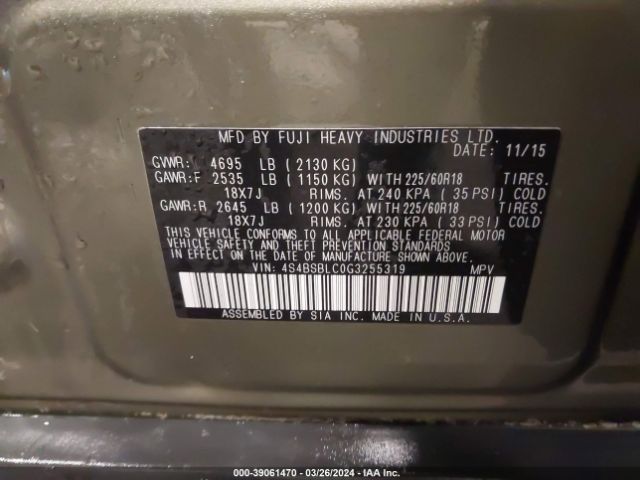 MFD BY FUJI HEAVY INDUSTRIES LTD.
DATE: 11/15
GVWR: 4695 LB (2130 KG)
GAWR:F 2535 LB (1150 KG) WITH 225/60R18 TIRES.
18X7J RIMS. AT 240 KPA (35 PSI) COLD
GAWR:R 2645 LB (1200 KG) WITH 225/60R18 TIRES.
18X7J RIMS. AT 230 KPA (33 PSI) COLD
THIS VEHICLE CONFORMS TO ALL APPLICABLE FEDERAL MOTOR
VEHICLE SAFETY AND THEFT PREVENTION STANDARDS IN EFFECT
ON THE DATE OF MANUFACTURE SHOWN ABOVE.
VIN: 4S4BSBLC0G3255319 MPV
ASSEMBLED BY SIA INC. MADE IN U.S.A.
000-39061470 — 03/26/2024 — IAA Inc.